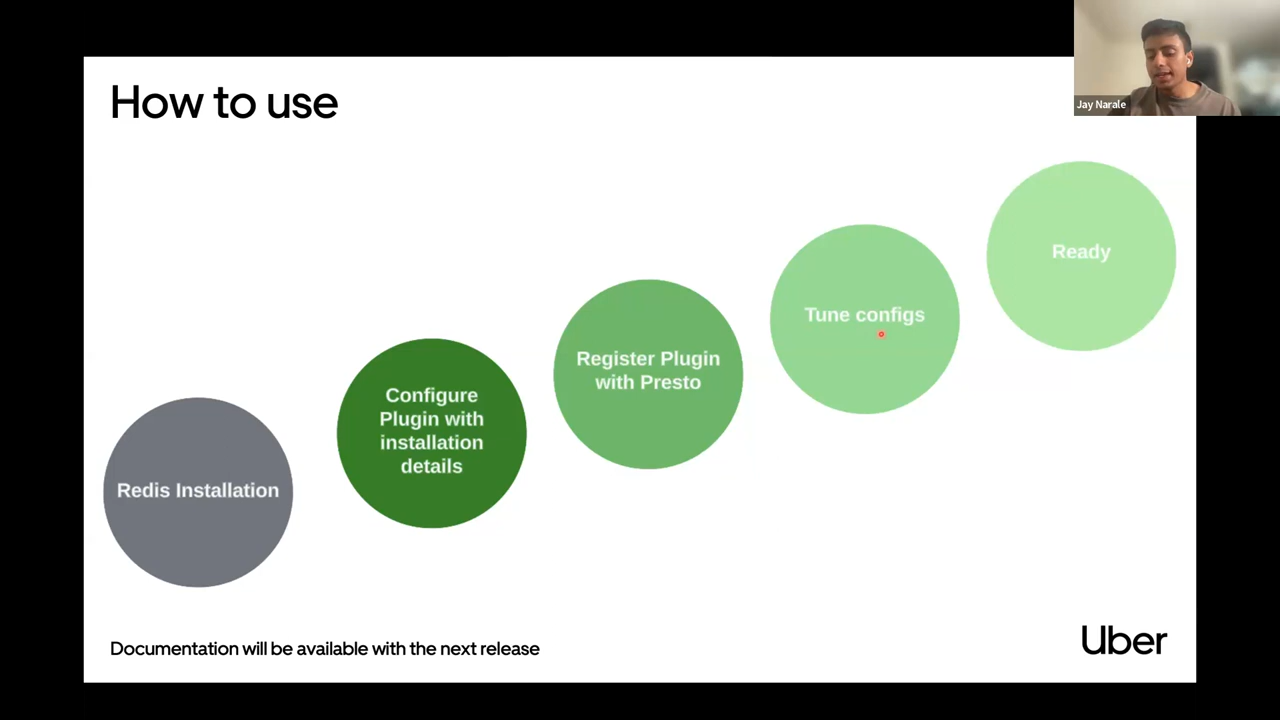 How to use
Jay Narale
Redis Installation
Configure
Plugin with
installation
details
Register Plugin
with Presto
Tune configs
Ready
Documentation will be available with the next release
Uber